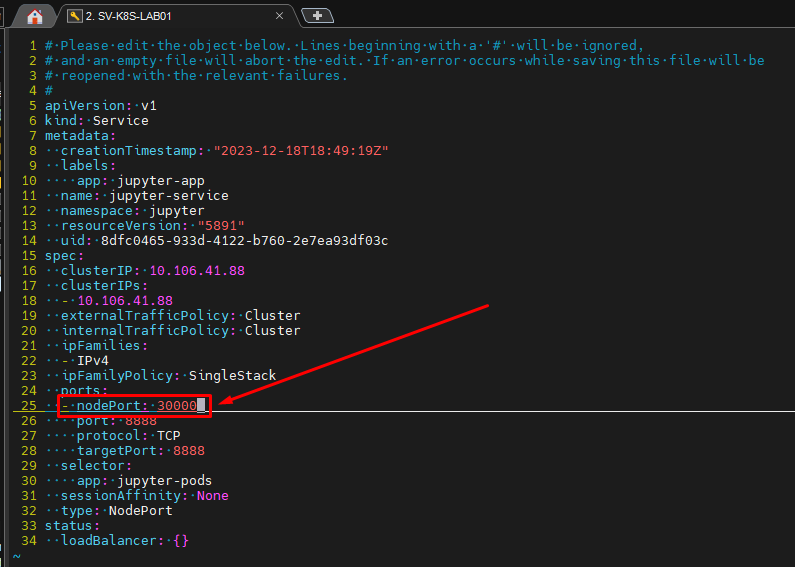 2. SV-K8S-LAB01
1 # Please edit the object below. Lines beginning with a '#' will be ignored,
2 # and an empty file will abort the edit. If an error occurs while saving this file will be
3 # reopened with the relevant failures.
4 #
5 apiVersion: v1
6 kind: Service
7 metadata:
8   creationTimestamp: "2023-12-18T18:49:19Z"
9   labels:
10     app: jupyter-app
11   name: jupyter-service
12   namespace: jupyter
13   resourceVersion: "5891"
14   uid: 8dfc0465-933d-4122-b760-2e7ea93df03c
15 spec:
16   clusterIP: 10.106.41.88
17   clusterIPs:
18   - 10.106.41.88
19   externalTrafficPolicy: Cluster
20   internalTrafficPolicy: Cluster
21   ipFamilies:
22   - IPv4
23   ipFamilyPolicy: SingleStack
24   ports:
25   - nodePort: 30000
26     port: 8888
27     protocol: TCP
28     targetPort: 8888
29   selector:
30     app: jupyter-pods
31   sessionAffinity: None
32   type: NodePort
33 status:
34   loadBalancer: {}
~